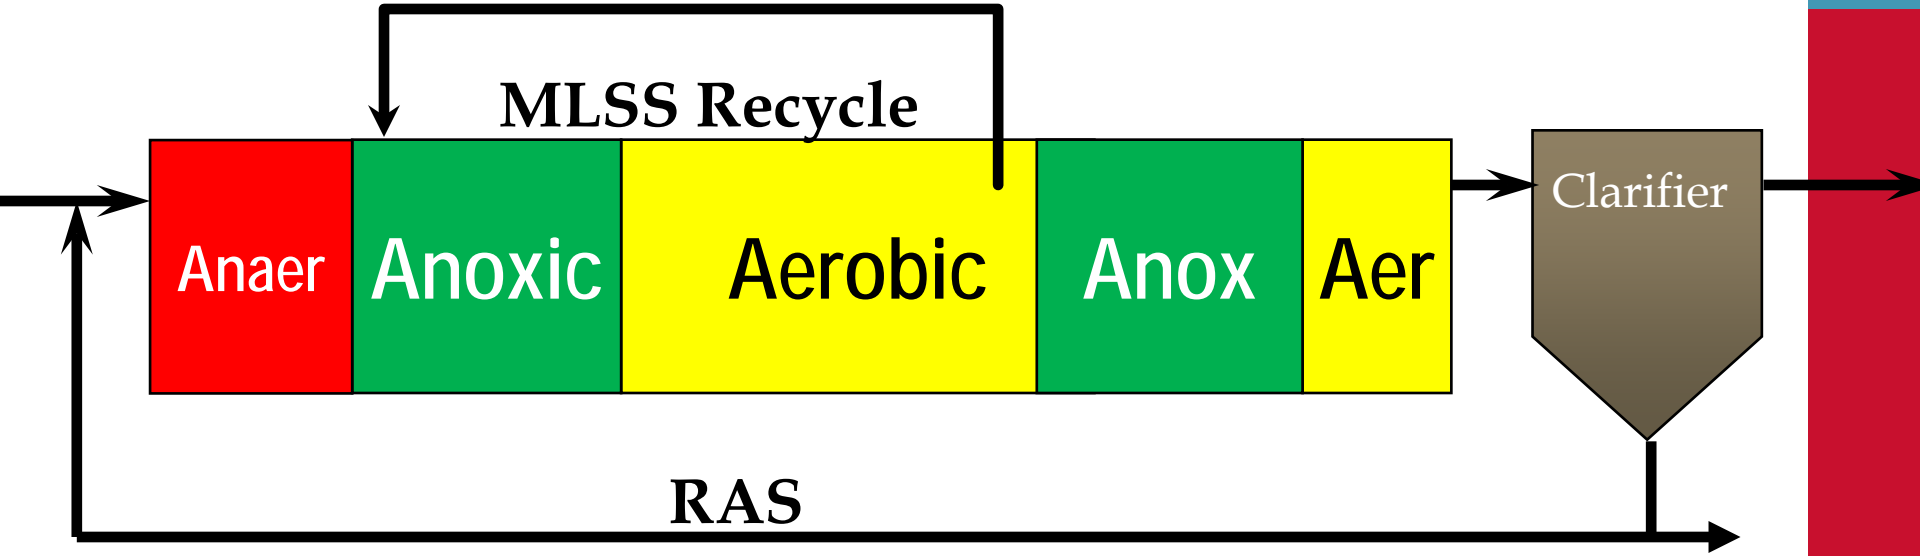 MLSS Recycle
Anaer
Anoxic
Aerobic
Anox
Aer
Clarifier
RAS